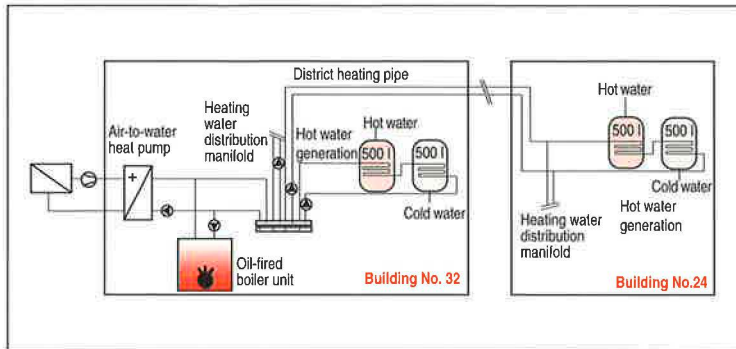 District heating pipe
Air-to-water
heat pump
+
Heating
water
distribution
manifold
Hot water
generation
Hot water
500 l
500 l
Cold water
Oil-fired
boiler unit
Building No. 32
Hot water
500 l
500 l
Cold water
Heating water
distribution
manifold
Hot water
generation
Building No.24